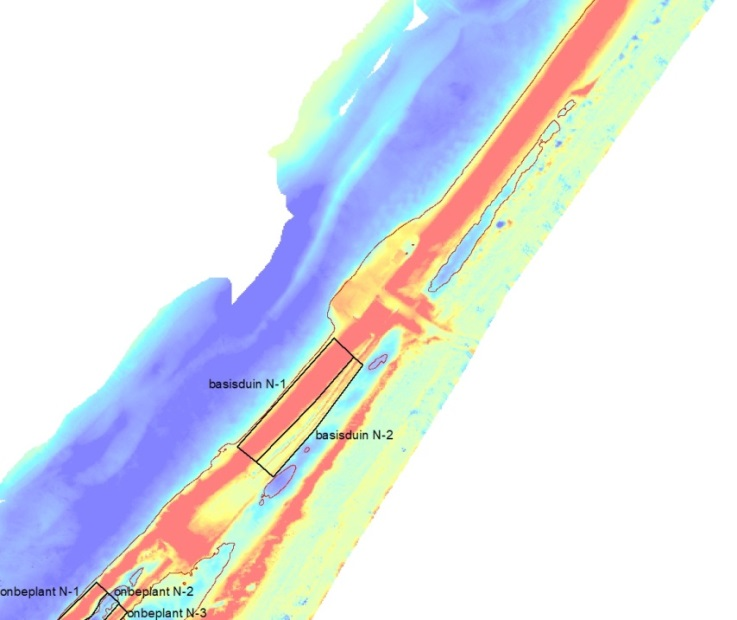 basisduin N-1
basisduin N-2
onbeplant N-1
onbeplant N-2
onbeplant N-3